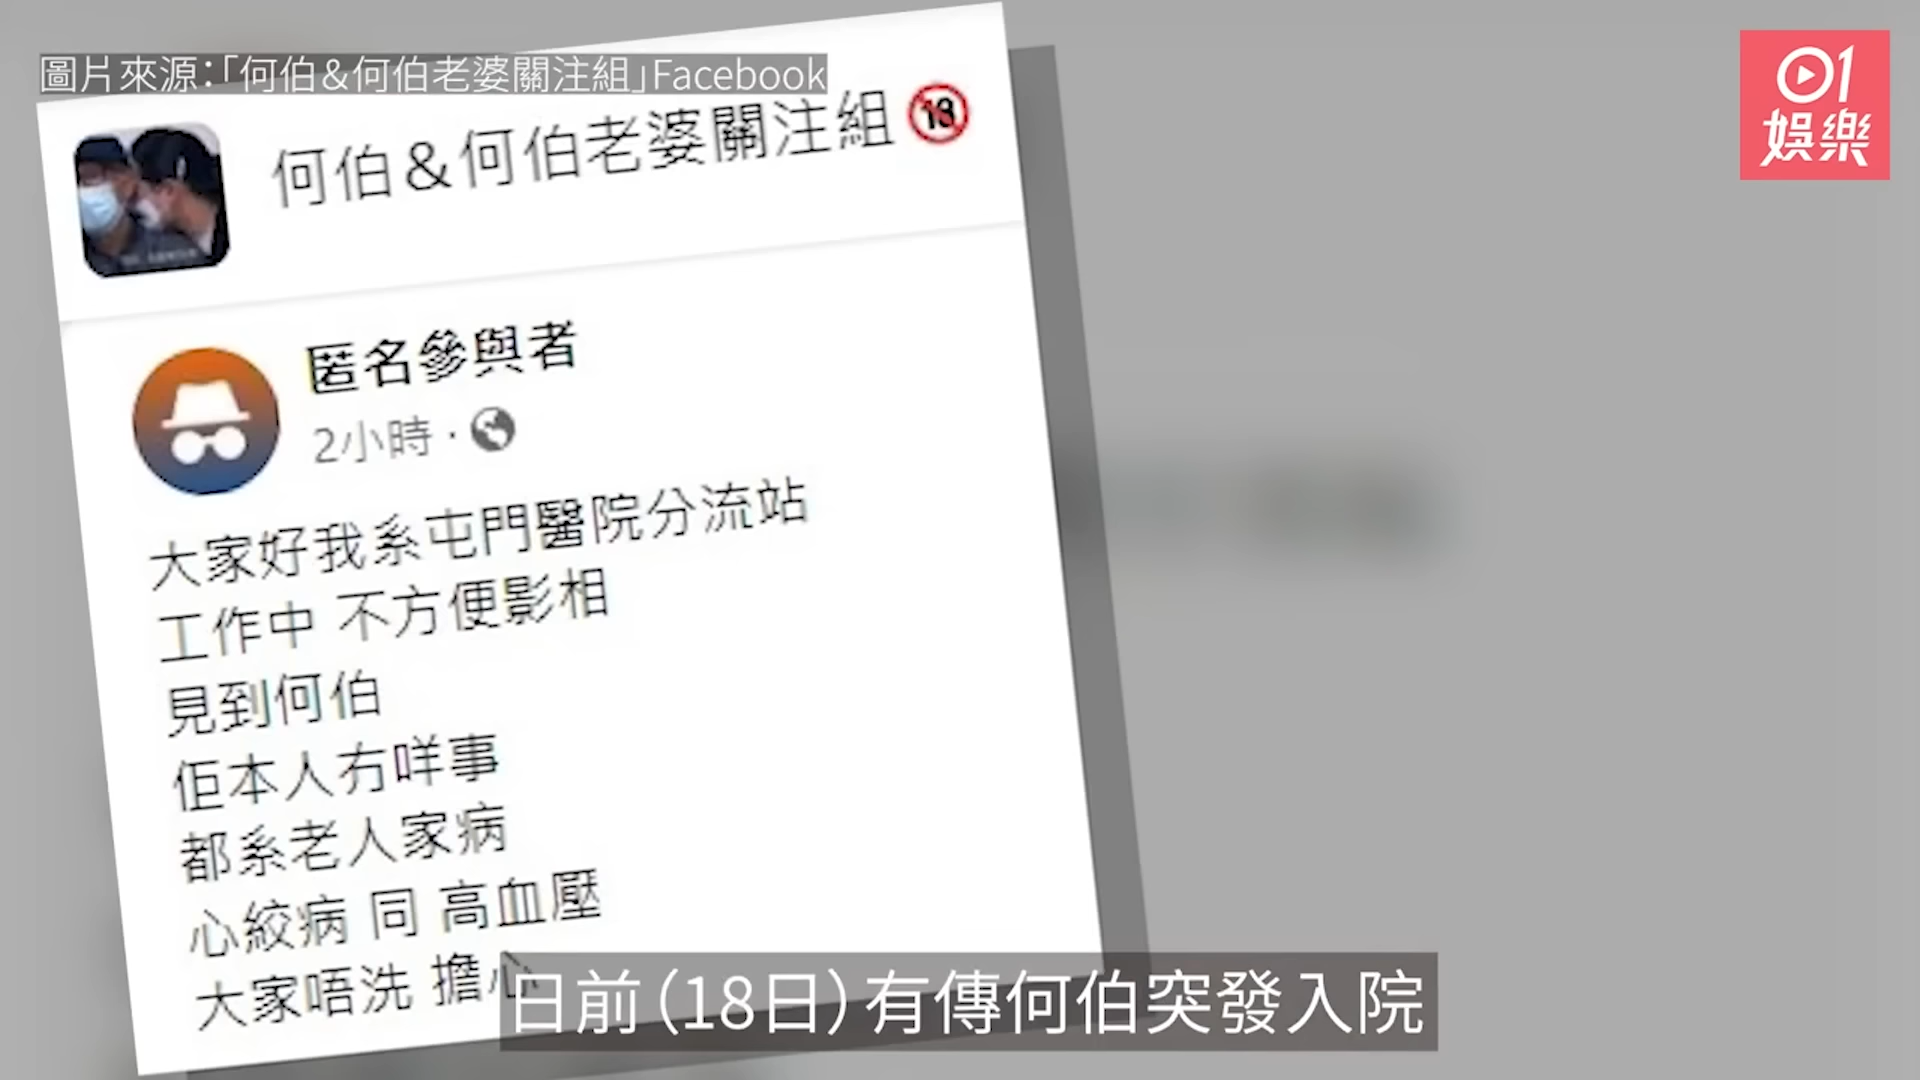 圖片來源：「何伯＆何伯老婆關注組」Facebook
01
娛樂
何伯＆何伯老婆關注組🔞
匿名參與者
2小時·
大家好我系屯門醫院分流站
工作中 不方便影相
見到何伯
佢本人冇咩事
都系老人家病
心絞病 同 高血壓
大家唔洗 擔心
日前（18日）有傳何伯突發入院